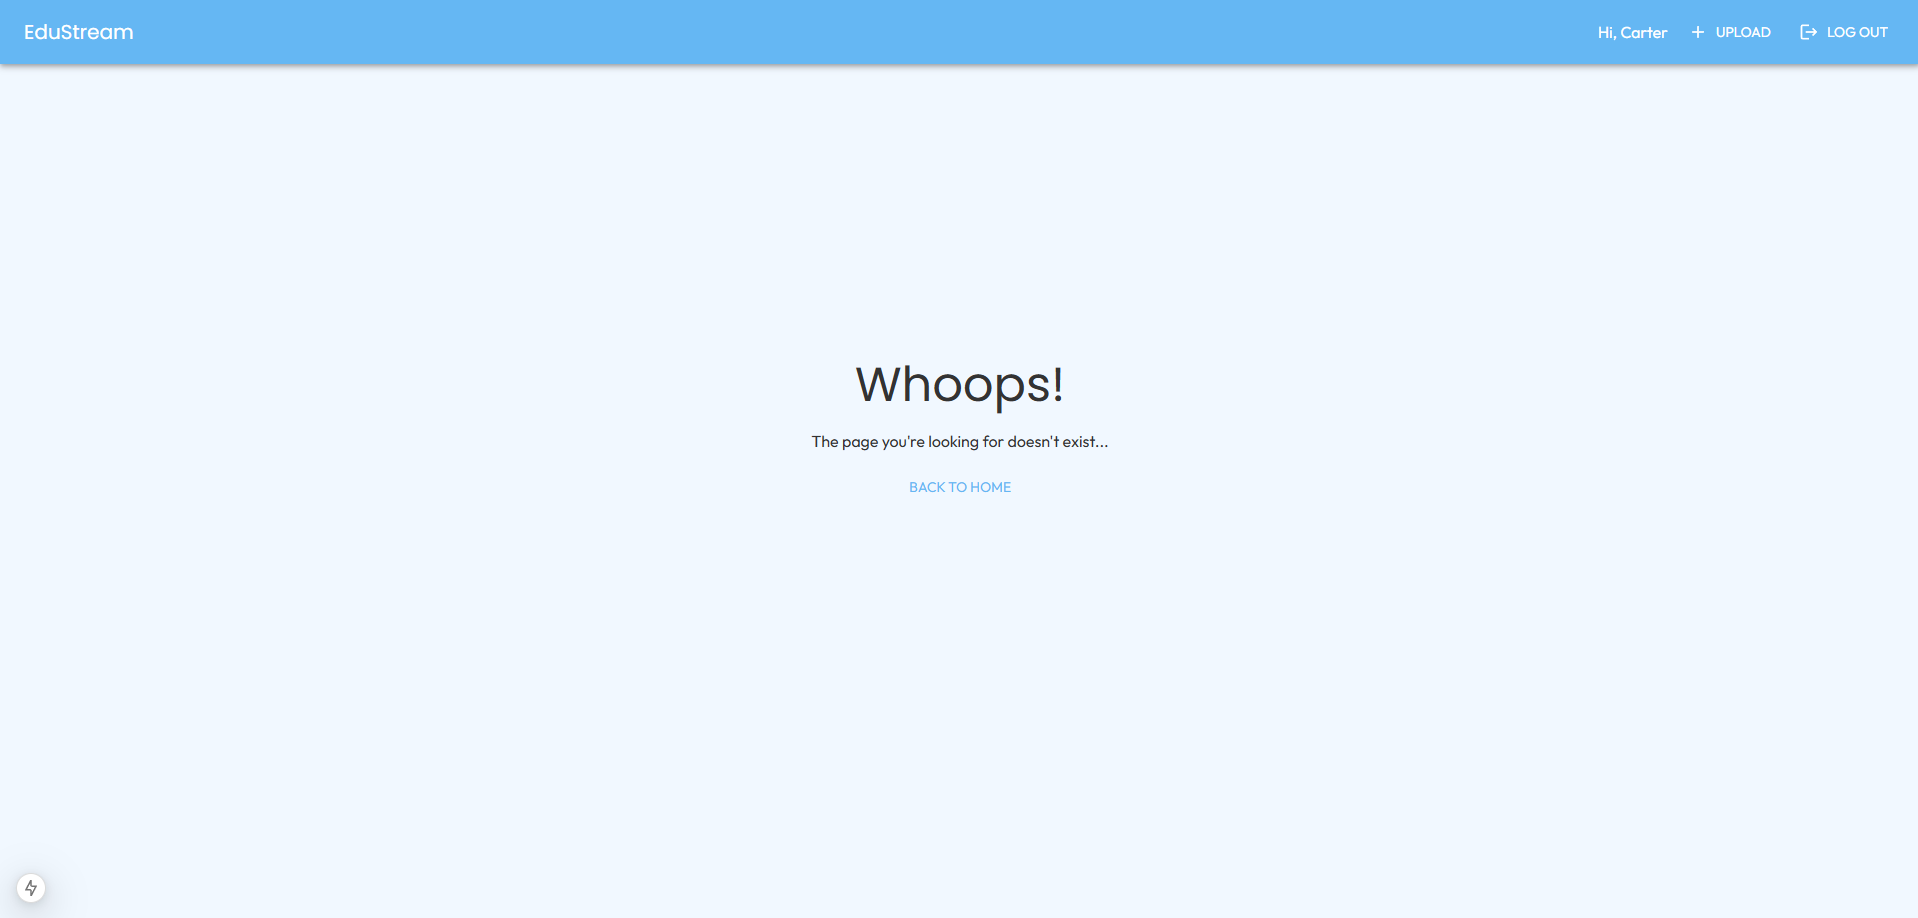 EduStream
Hi, Carter
UPLOAD
LOG OUT
Whoops!
The page you're looking for doesn't exist...
BACK TO HOME